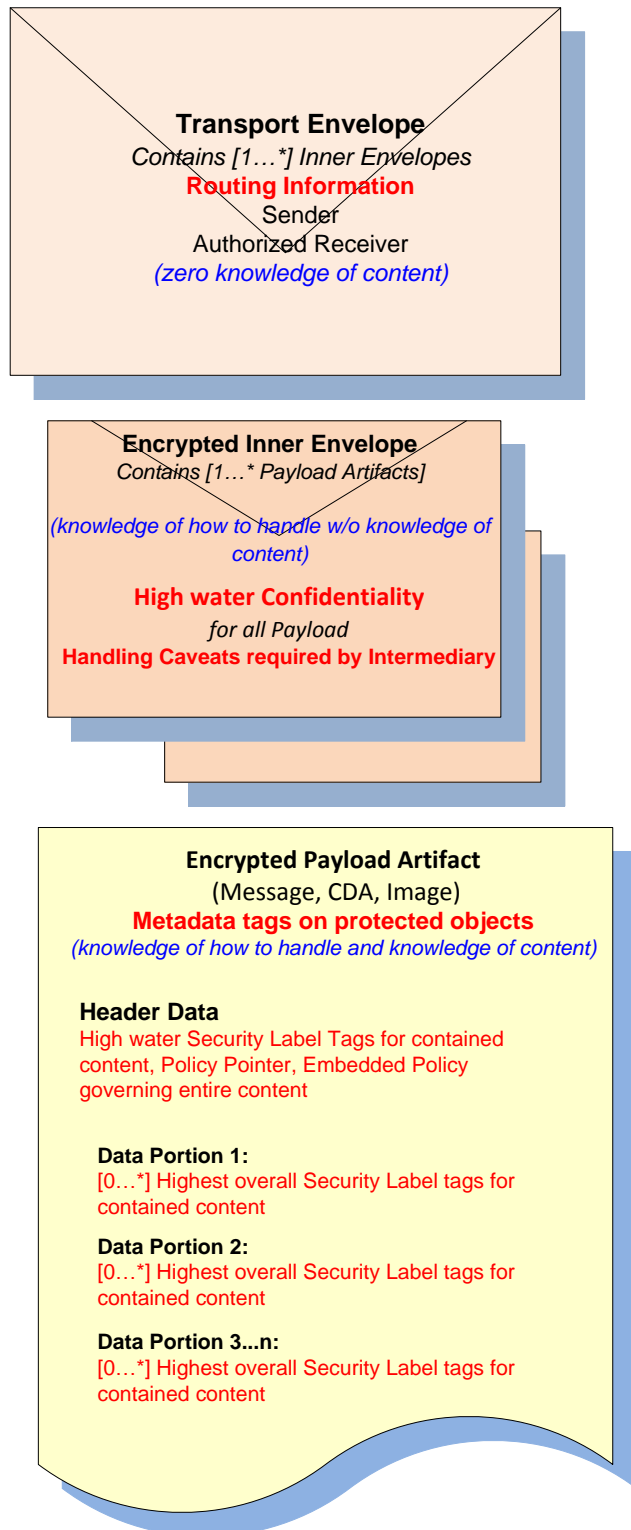 Transport Envelope
Contains [1…*] Inner Envelopes
Routing Information
Sender
Authorized Receiver
(zero knowledge of content)
Encrypted Inner Envelope
Contains [1…* Payload Artifacts]
(knowledge of how to handle w/o knowledge of
content)
High water Confidentiality
for all Payload
Handling Caveats required by Intermediary
Encrypted Payload Artifact
(Message, CDA, Image)
Metadata tags on protected objects
(knowledge of how to handle and knowledge of content)
Header Data
High water Security Label Tags for contained
content, Policy Pointer, Embedded Policy
governing entire content
Data Portion 1:
[0…*] Highest overall Security Label tags for
contained content
Data Portion 2:
[0…*] Highest overall Security Label tags for
contained content
Data Portion 3...n:
[0…*] Highest overall Security Label tags for
contained content